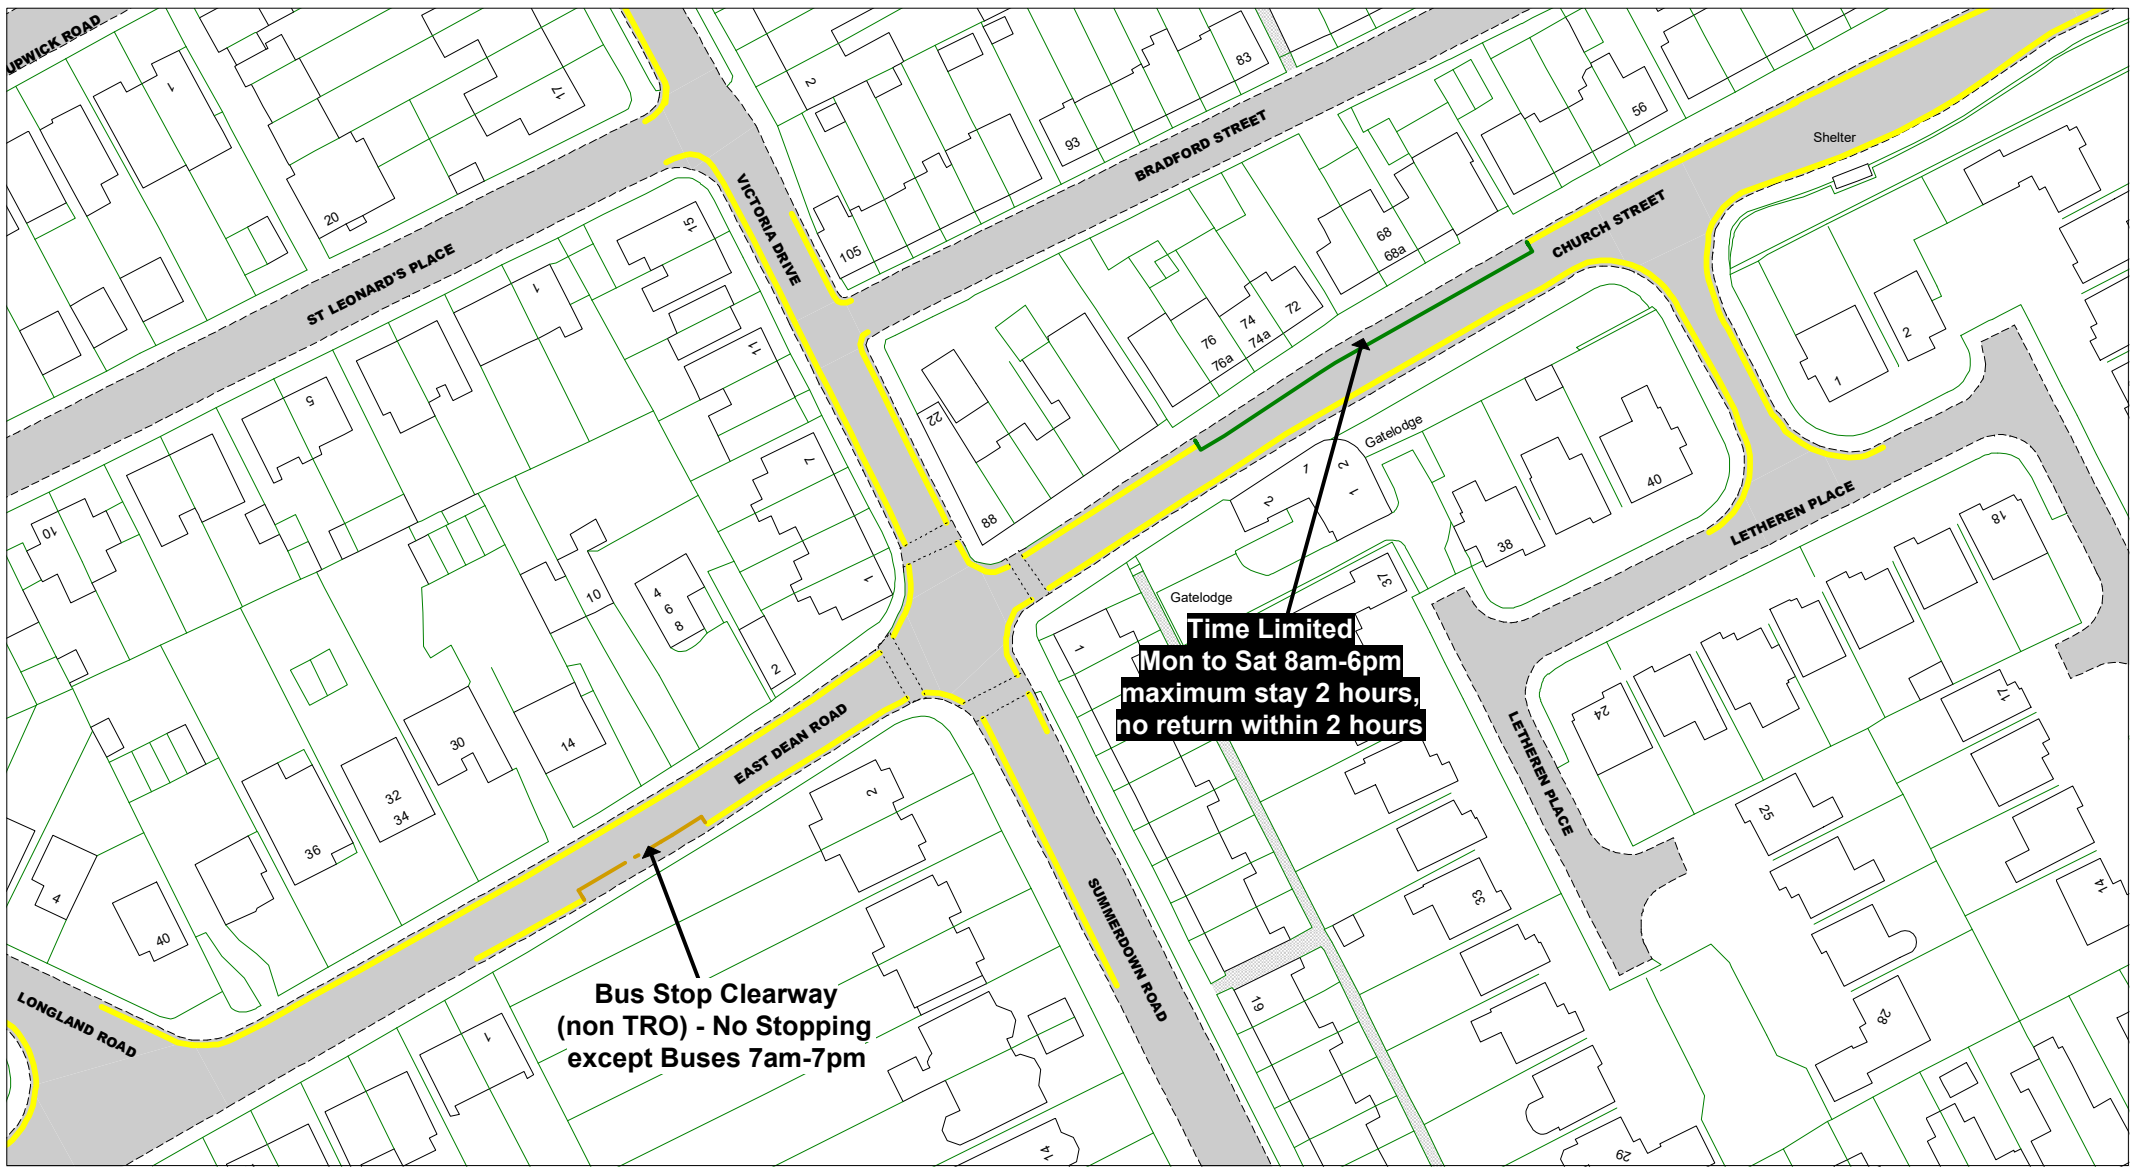 UPWICK ROAD
1
17
2
83
93
56
Shelter
BRADFORD STREET
VICTORIA DRIVE
20
ST LEONARD'S PLACE
15
1
105
68
68a
CHURCH STREET
76
74
72
76a
74a
1
2
11
5
22
88
Gatelodge
1
2
2
1
40
38
LETHEREN PLACE
18
10
7
1
10
4
6
8
2
37
Gatelodge
1
Time Limited
Mon to Sat 8am-6pm
maximum stay 2 hours,
no return within 2 hours
24
17
LETHEREN PLACE
30
14
EAST DEAN ROAD
32
34
36
2
25
4
40
33
14
SUMMERDOWN ROAD
LONGLAND ROAD
Bus Stop Clearway
(non TRO) - No Stopping
except Buses 7am-7pm
1
19
28
14
29